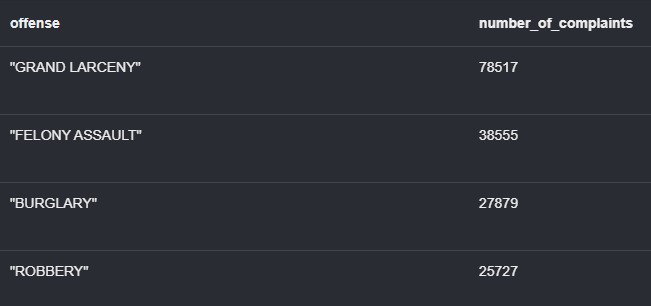 offense number_of_complaints
"GRAND LARCENY" 78517
"FELONY ASSAULT" 38555
"BURGLARY" 27879
"ROBBERY" 25727